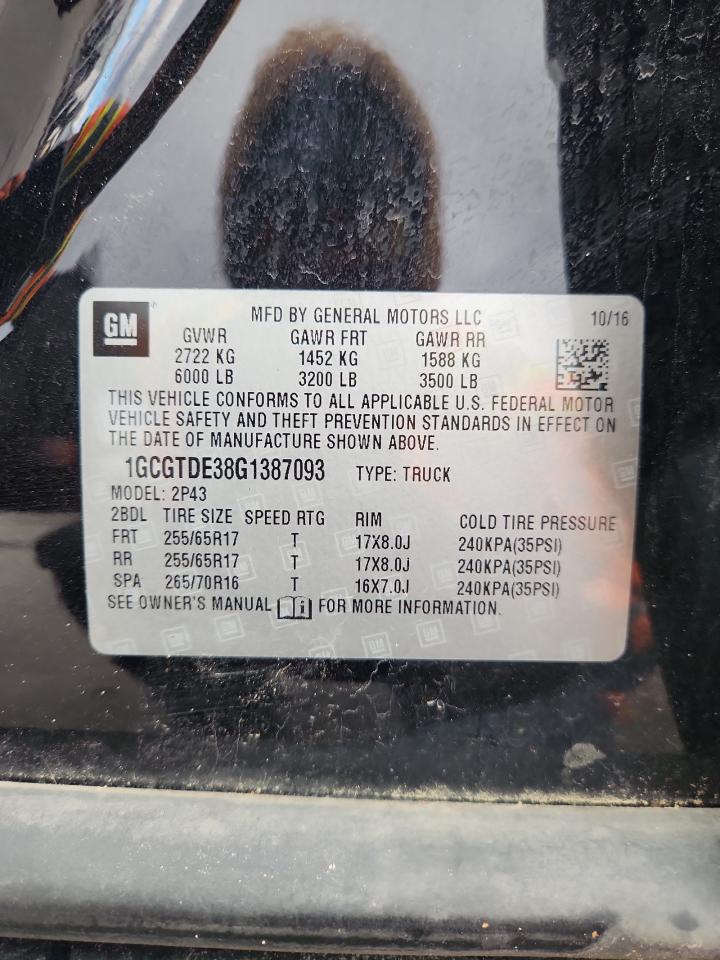 GM
MFD BY GENERAL MOTORS LLC 10/16
GVWR GAWR FRT GAWR RR
2722 KG 1452 KG 1588 KG
6000 LB 3200 LB 3500 LB
THIS VEHICLE CONFORMS TO ALL APPLICABLE U.S. FEDERAL MOTOR
VEHICLE SAFETY AND THEFT PREVENTION STANDARDS IN EFFECT ON
THE DATE OF MANUFACTURE SHOWN ABOVE.
1GCGTDE38G1387093 TYPE: TRUCK
MODEL: 2P43
2BDL TIRE SIZE SPEED RTG RIM COLD TIRE PRESSURE
FRT 255/65R17 T 17X8.0J 240KPA(35PSI)
RR 255/65R17 T 17X8.0J 240KPA(35PSI)
SPA 265/70R16 T 16X7.0J 240KPA(35PSI)
SEE OWNER'S MANUAL i FOR MORE INFORMATION.